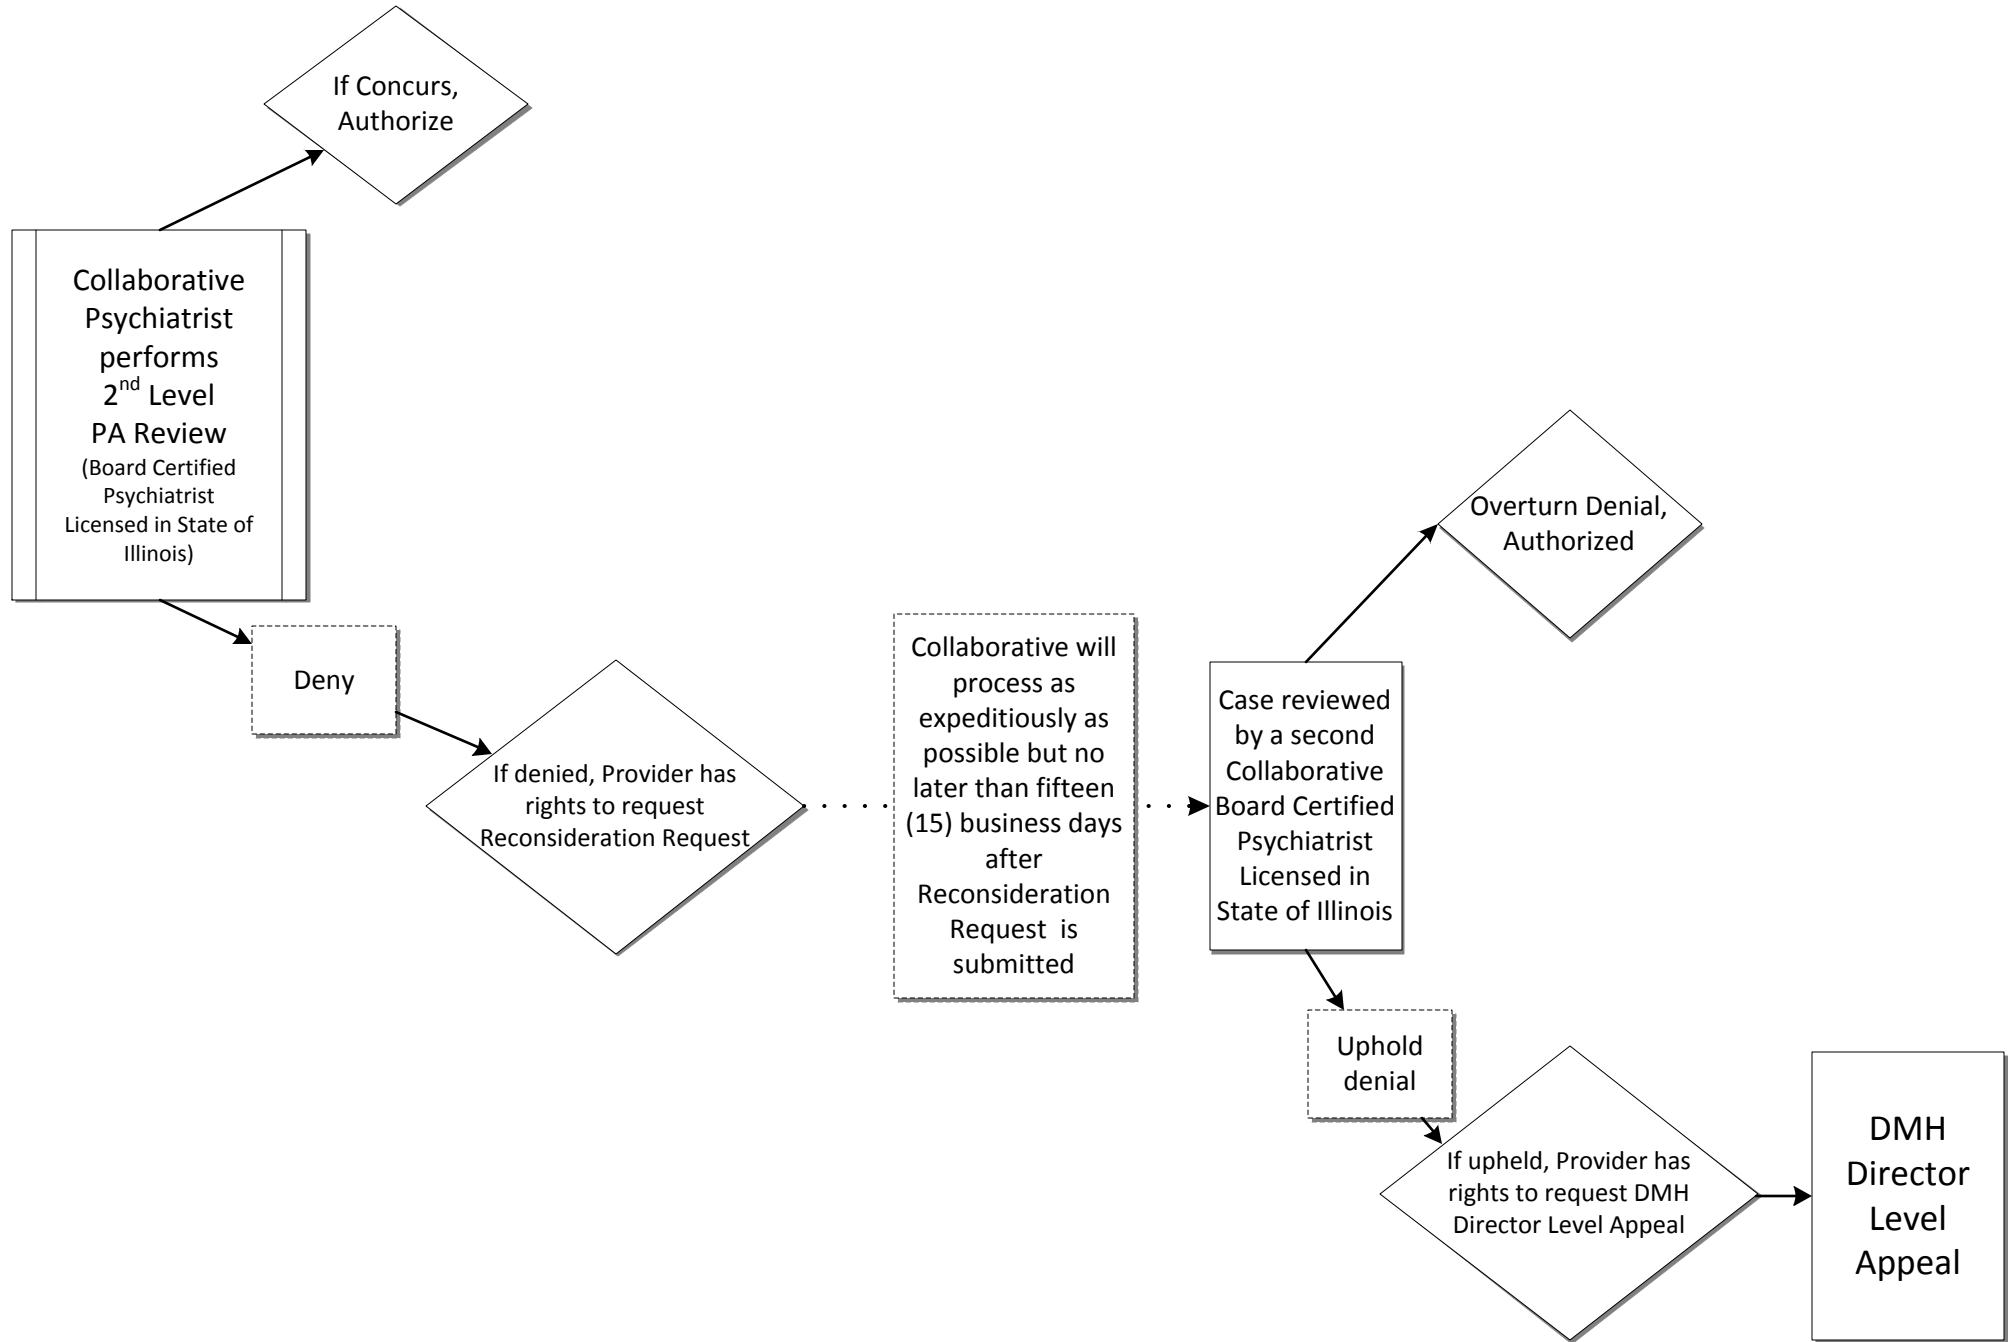 If Concurs,
Authorize
Collaborative
Psychiatrist
performs
2nd Level
PA Review
(Board Certified
Psychiatrist
Licensed in State of
Illinois)
Deny
If denied, Provider has
rights to request
Reconsideration Request
Collaborative will
process as
expeditiously as
possible but no
later than fifteen
(15) business days
after
Reconsideration
Request is
submitted
Case reviewed
by a second
Collaborative
Board Certified
Psychiatrist
Licensed in
State of Illinois
Overturn Denial,
Authorized
Uphold
denial
If upheld, Provider has
rights to request DMH
Director Level Appeal
DMH
Director
Level
Appeal